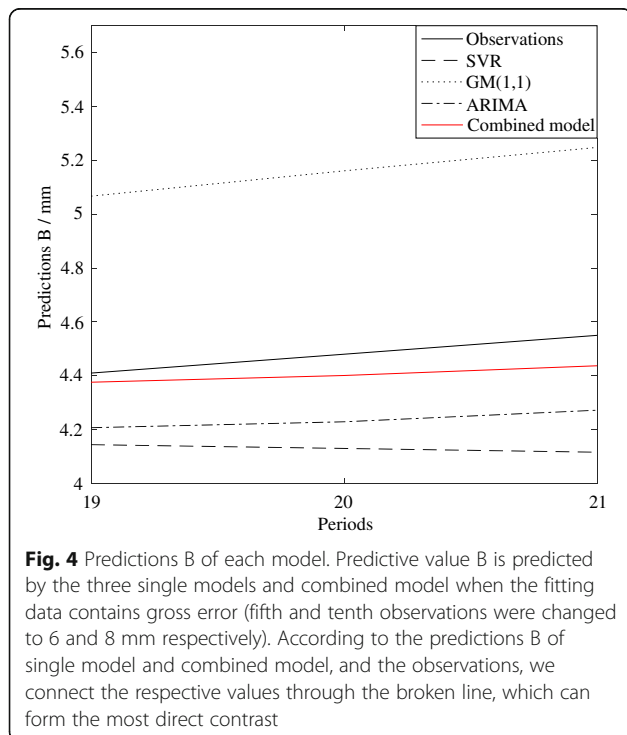 5.6
5.4
5.2
5
4.8
4.6
4.4
4.2
4
Predictions B / mm
Observations
SVR
GM(1,1)
ARIMA
Combined model
19
20
21
Periods
Fig. 4 Predictions B of each model. Predictive value B is predicted
by the three single models and combined model when the fitting
data contains gross error (fifth and tenth observations were changed
to 6 and 8 mm respectively). According to the predictions B of
single model and combined model, and the observations, we
connect the respective values through the broken line, which can
form the most direct contrast